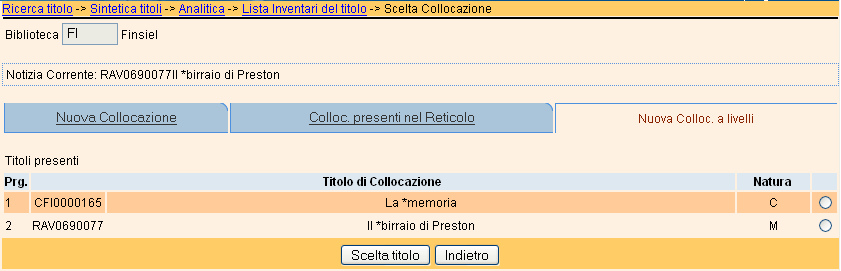 Ricerca titolo -> Sintetica titoli -> Analitica -> Lista Inventari del titolo -> Scelta Collocazione
Biblioteca FI Finsiel
Notizia Corrente: RAV0690077Il *birraio di Preston
Nuova Collocazione Colloc. presenti nel Reticolo Nuova Colloc. a livelli
Titoli presenti
Prg. Titolo di Collocazione Natura
1 CFI0000165 La *memoria C
2 RAV0690077 Il *birraio di Preston M
Scelta titolo Indietro